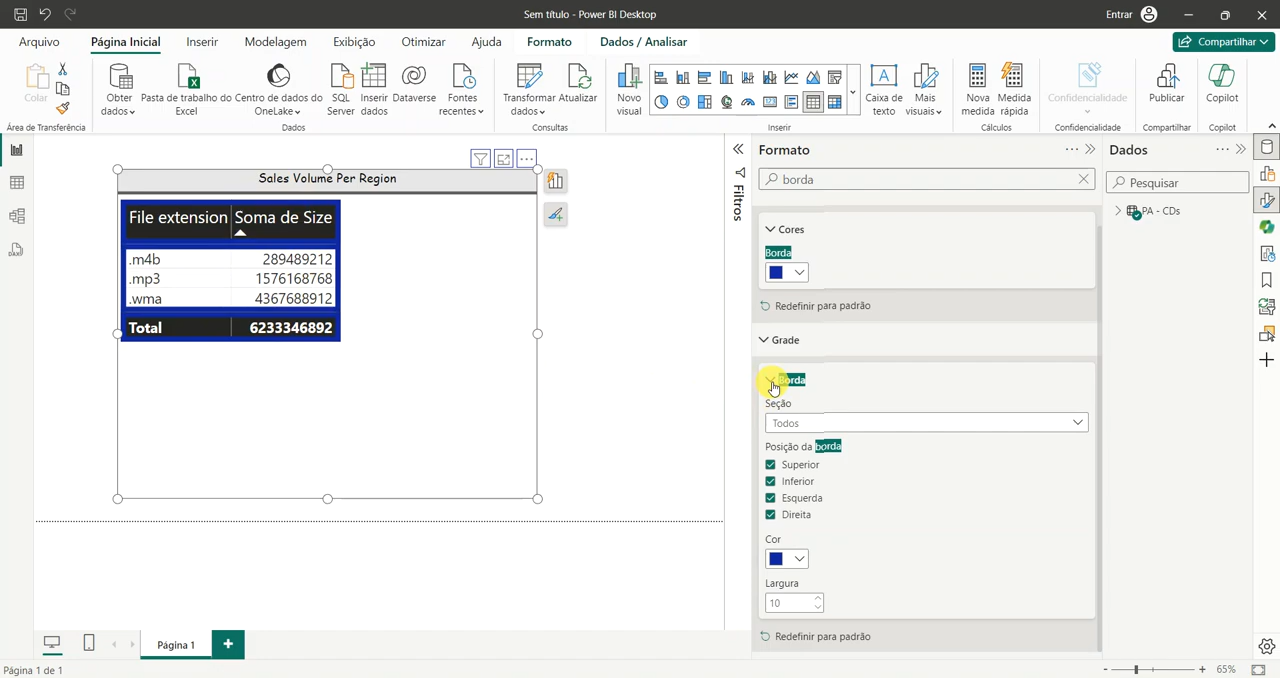 Sem título - Power BI Desktop
Entrar
Arquivo
Página Inicial
Inserir
Modelagem
Exibição
Otimizar
Ajuda
Formato
Dados / Analisar
Compartilhar
Colar
Obter dados
Pasta de trabalho do Excel
Centro de dados do OneLake
SQL Server
Inserir dados
Dataverse
Fontes recentes
Transformar dados
Atualizar
Novo visual
Caixa de texto
Mais visuais
Nova medida
Medida rápida
Confidencialidade
Publicar
Copilot
Área de Transferência
Dados
Consultas
Inserir
Cálculos
Confidencialidade
Compartilhar
Copilot
Sales Volume Per Region
File extension Soma de Size
.m4b 289489212
.mp3 1576168768
.wma 4367688912
Total 6233346892
Filtros
Formato
borda
Cores
Borda
Redefinir para padrão
Grade
Borda
Seção
Todos
Posição da borda
Superior
Inferior
Esquerda
Direita
Cor
Largura
10
Redefinir para padrão
Dados
Pesquisar
PA - CDs
DAX
Página 1
Página 1 de 1
65%